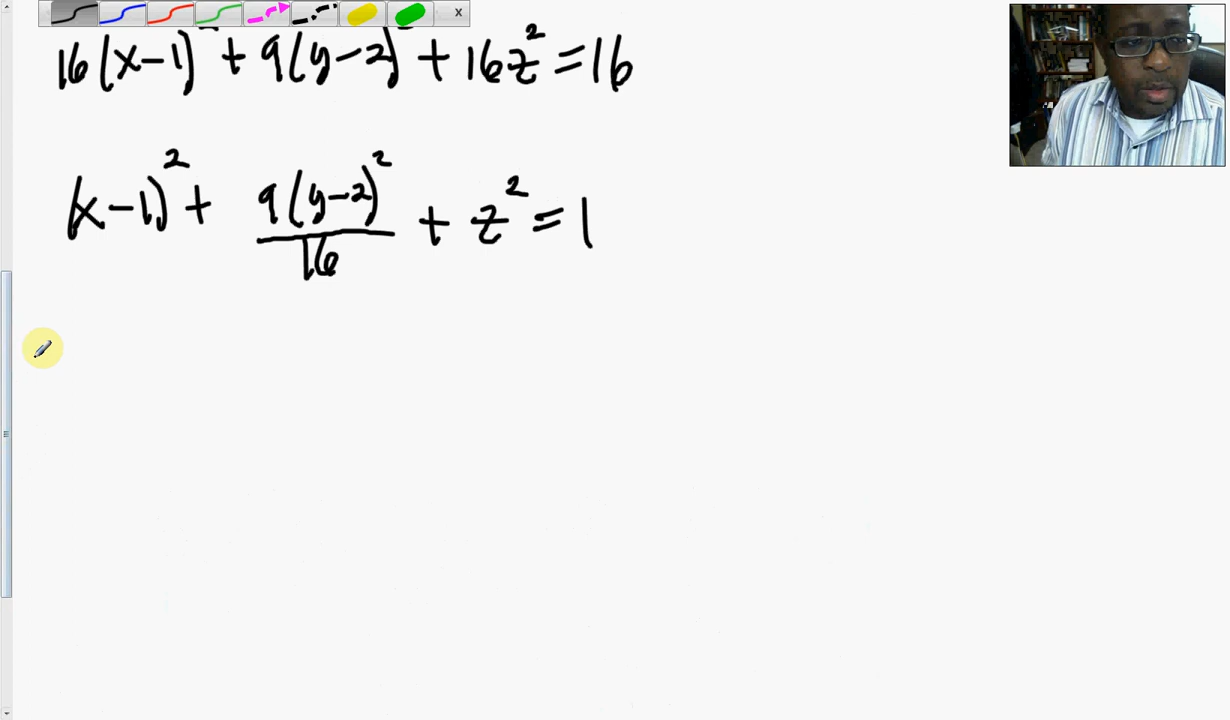 16(x-1)² + 9(y-2)² + 16z² = 16
(x-1)² + 9(y-2)²/16 + z² = 1
x